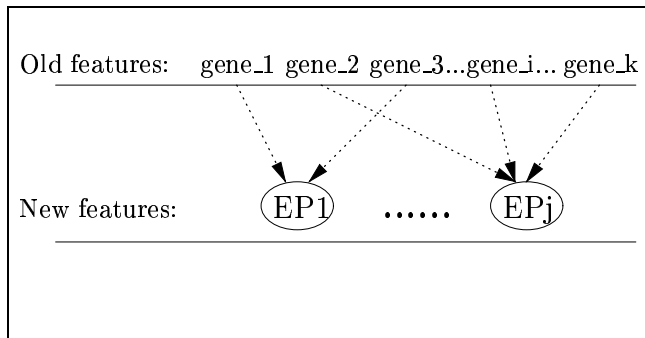 Old features: gene_1 gene_2 gene_3...gene_i... gene_k
New features: EP1 ...... EPj